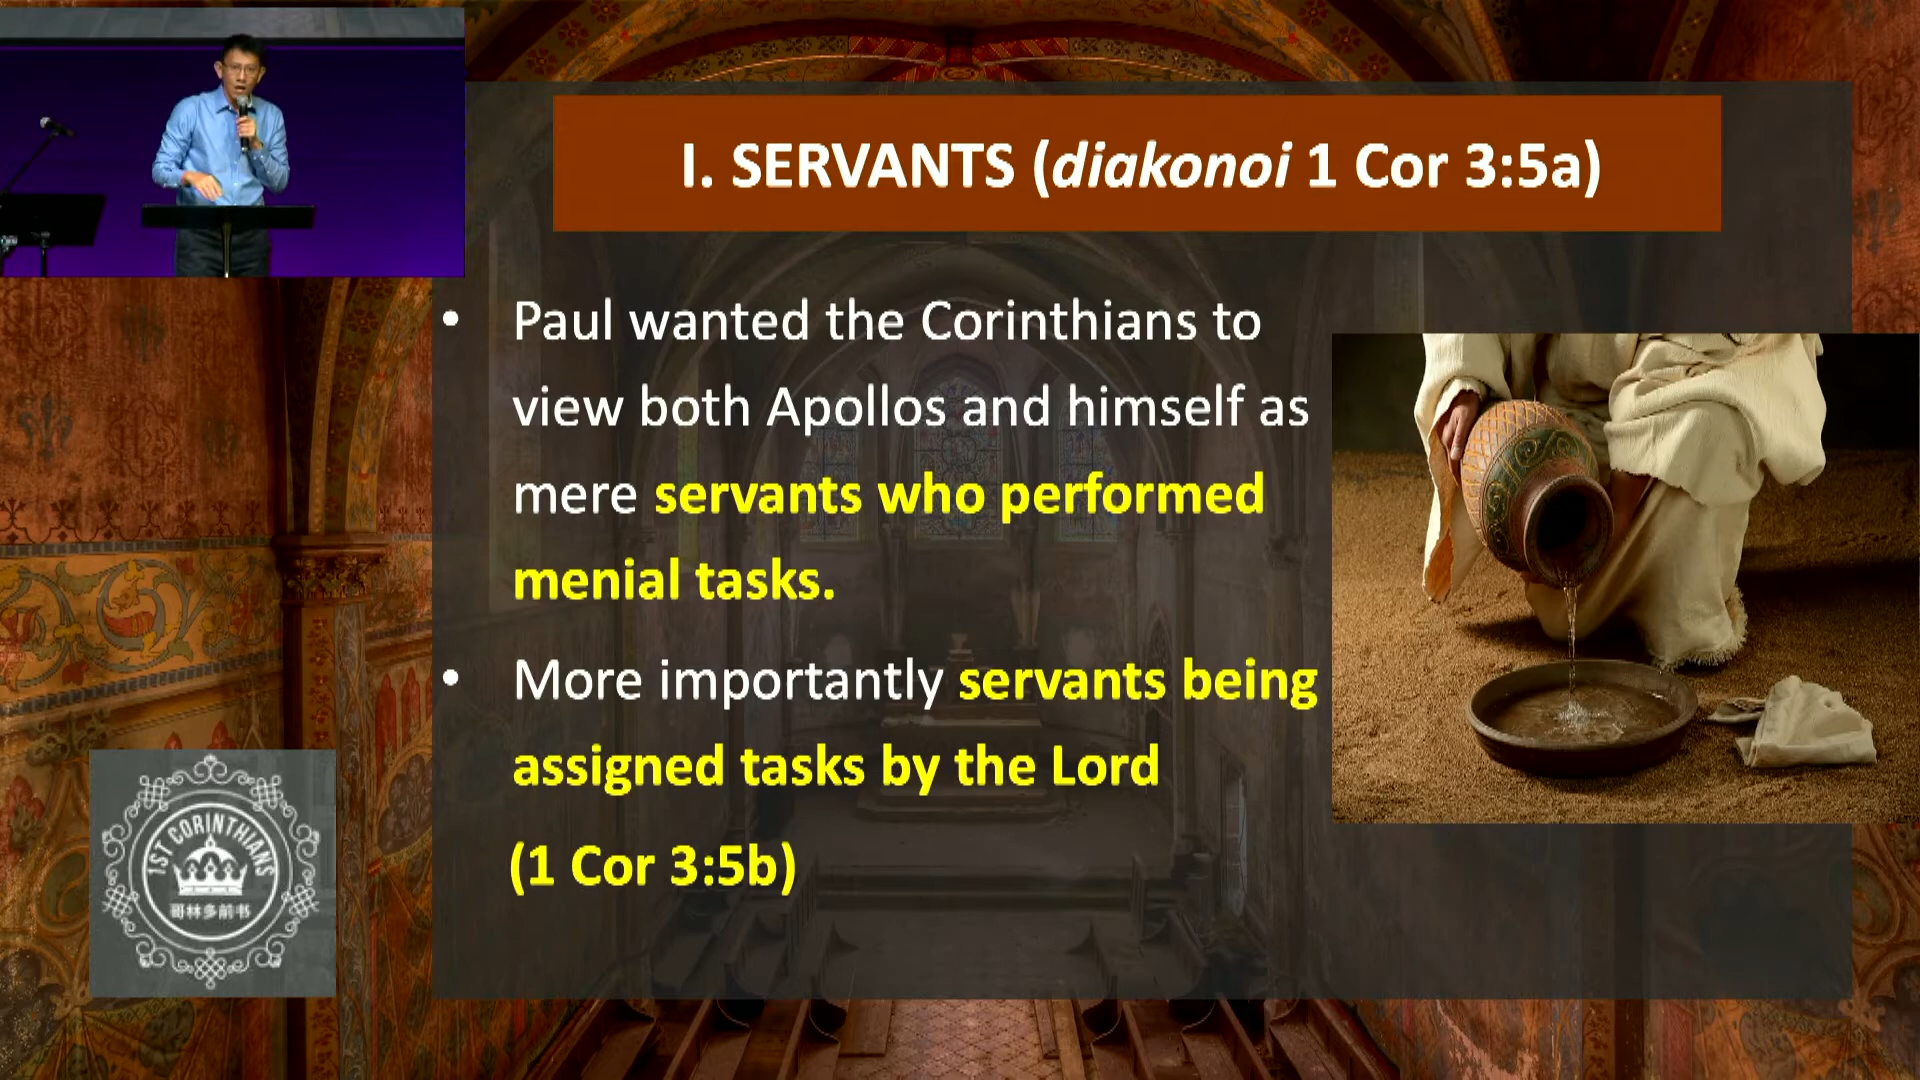 I. SERVANTS (diakonoi 1 Cor 3:5a)
• Paul wanted the Corinthians to
view both Apollos and himself as
mere servants who performed
menial tasks.
• More importantly servants being
assigned tasks by the Lord
(1 Cor 3:5b)
1ST CORINTHIANS
哥林多前书